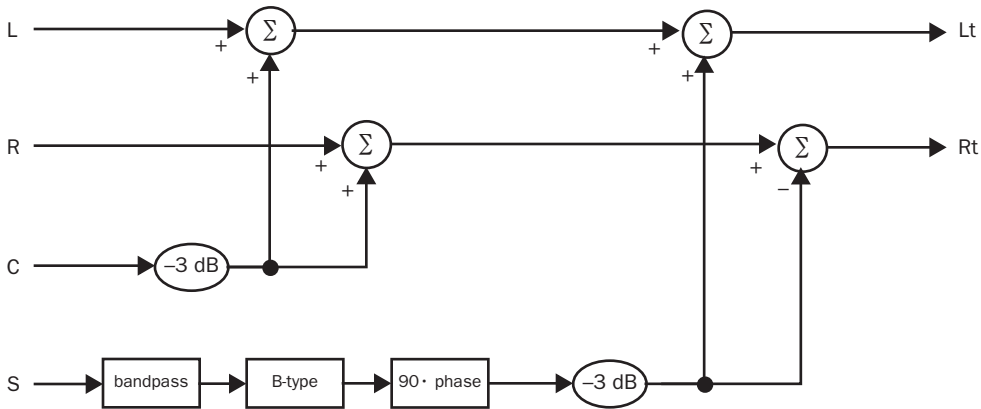 L + Σ + Σ Lt
+ +
R + Σ + Σ Rt
+ −
C −3 dB
S bandpass B-type 90· phase −3 dB